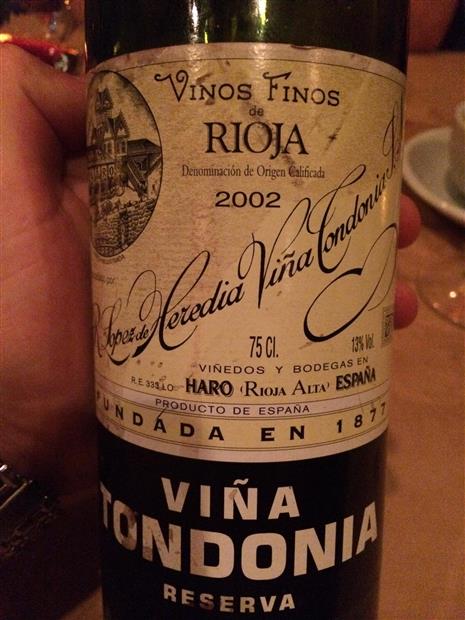 VINOS FINOS
de
RIOJA
Denominación de Origen Calificada
2002
R. Lopez de Heredia Viña Tondonia
75 Cl.
13% Vol.
VIÑEDOS Y BODEGAS EN
R.E. 333 LO. HARO (RIOJA ALTA) ESPAÑA
PRODUCTO DE ESPAÑA
FUNDADA EN 1877
VIÑA
TONDONIA
RESERVA